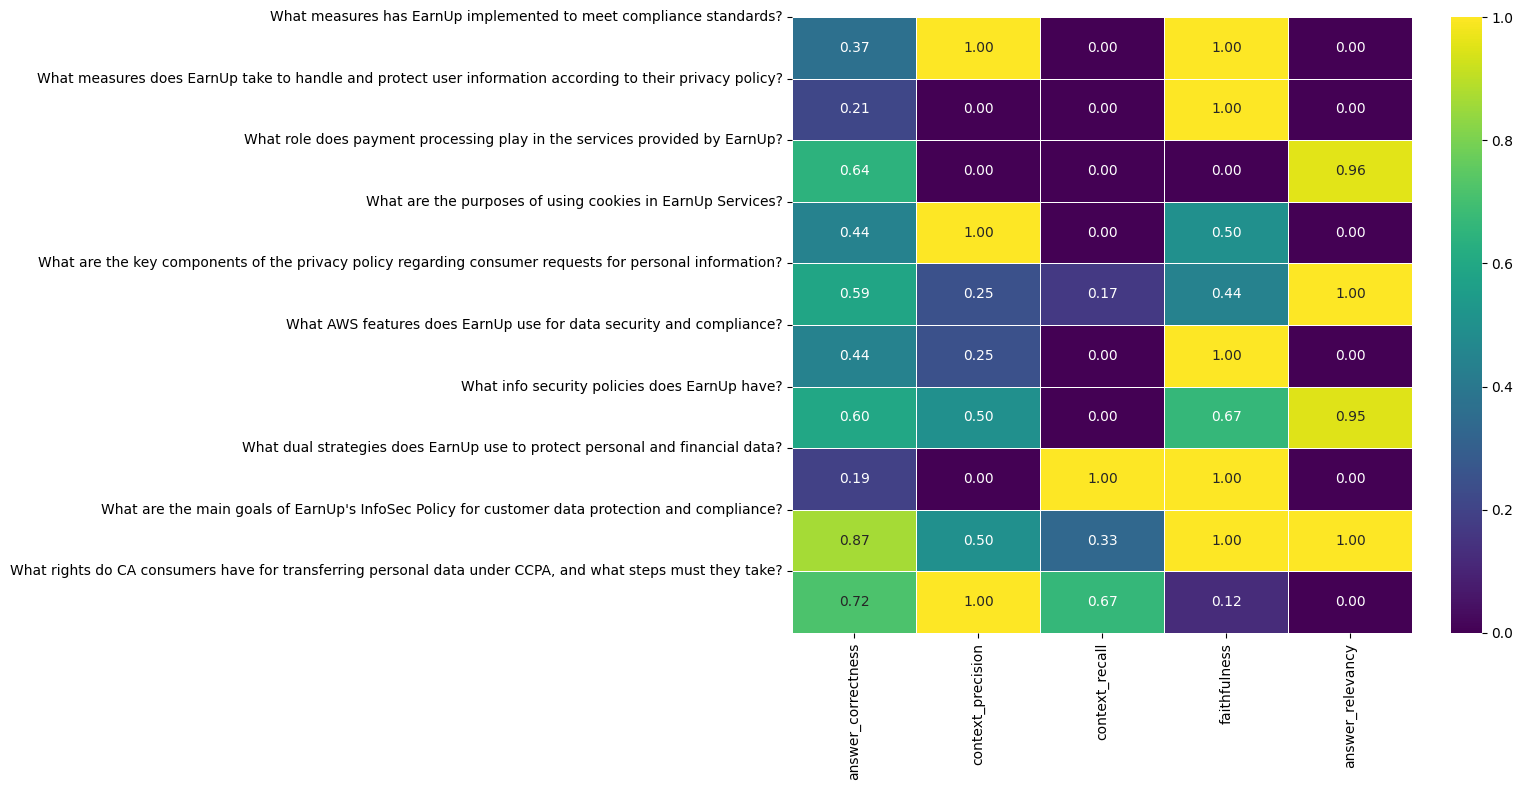 What measures has EarnUp implemented to meet compliance standards?
0.37 1.00 0.00 1.00 0.00
What measures does EarnUp take to handle and protect user information according to their privacy policy?
0.21 0.00 0.00 1.00 0.00
What role does payment processing play in the services provided by EarnUp?
0.64 0.00 0.00 0.00 0.96
What are the purposes of using cookies in EarnUp Services?
0.44 1.00 0.00 0.50 0.00
What are the key components of the privacy policy regarding consumer requests for personal information?
0.59 0.25 0.17 0.44 1.00
What AWS features does EarnUp use for data security and compliance?
0.44 0.25 0.00 1.00 0.00
What info security policies does EarnUp have?
0.60 0.50 0.00 0.67 0.95
What dual strategies does EarnUp use to protect personal and financial data?
0.19 0.00 1.00 1.00 0.00
What are the main goals of EarnUp's InfoSec Policy for customer data protection and compliance?
0.87 0.50 0.33 1.00 1.00
What rights do CA consumers have for transferring personal data under CCPA, and what steps must they take?
0.72 1.00 0.67 0.12 0.00
answer_correctness
context_precision
context_recall
faithfulness
answer_relevancy
1.0
0.8
0.6
0.4
0.2
0.0